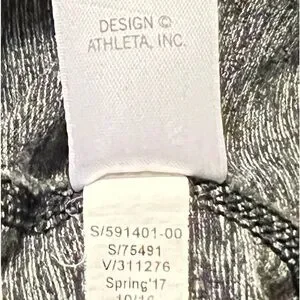 DESIGN ©
ATHLETA, INC.
S/591401-00
S/75491
V/311276
Spring'17